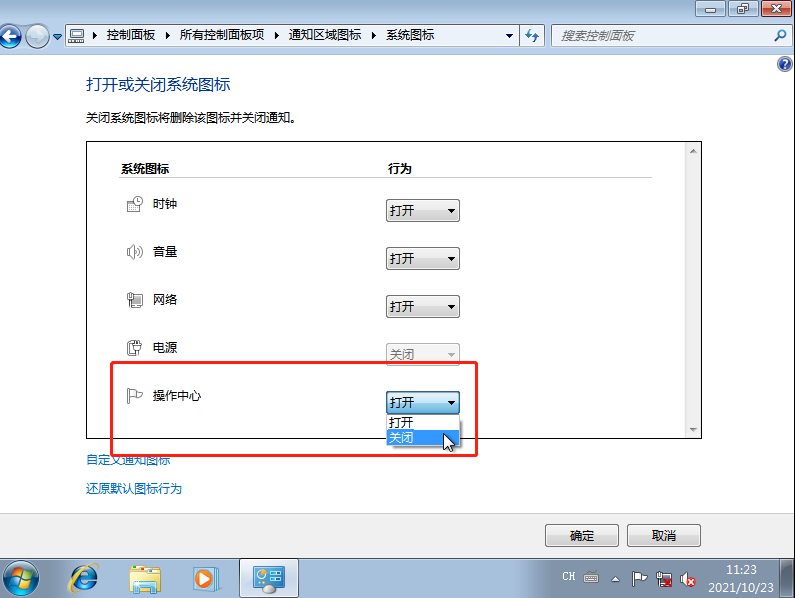 控制面板 所有控制面板项 通知区域图标 系统图标 搜索控制面板
打开或关闭系统图标
关闭系统图标将删除该图标并关闭通知。
系统图标 行为
时钟 打开
音量 打开
网络 打开
电源 关闭
操作中心 打开
打开
关闭
自定义通知图标
还原默认图标行为
确定 取消
CH 11:23
2021/10/23